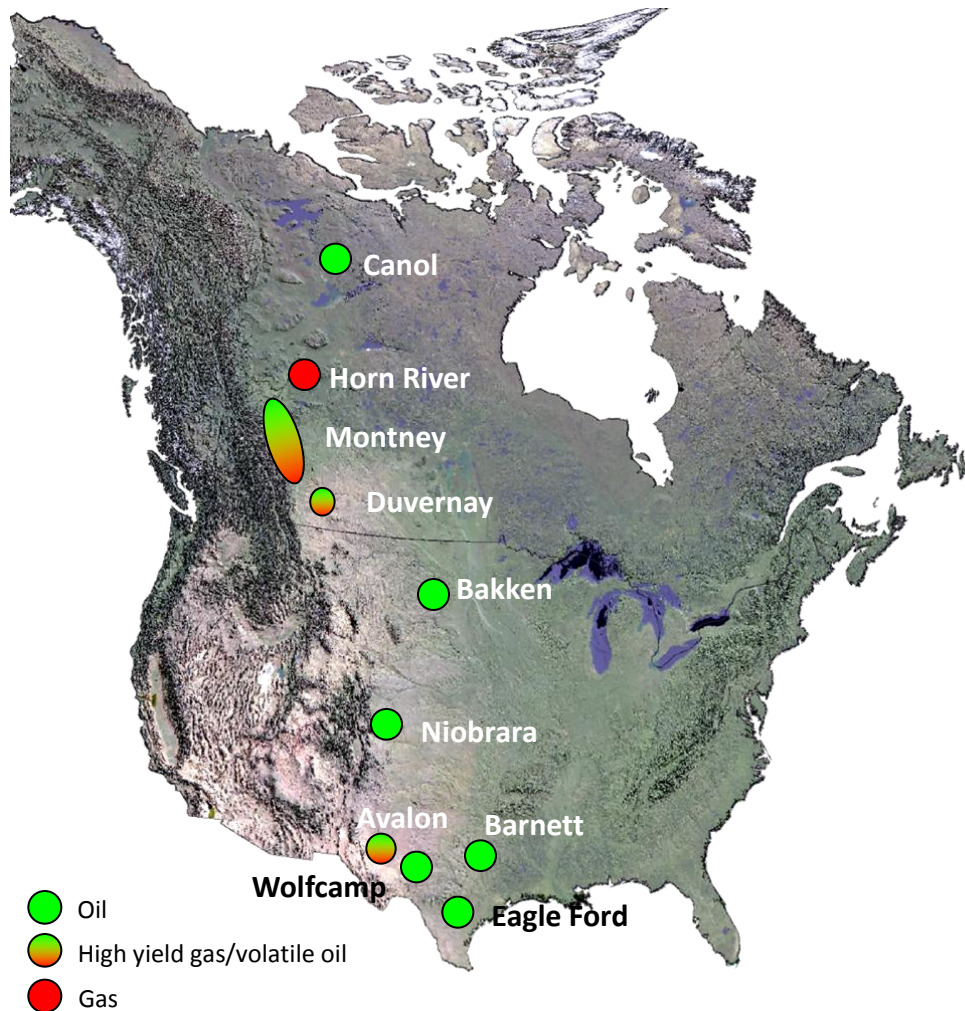 Canol
Horn River
Montney
Duvernay
Bakken
Niobrara
Avalon
Barnett
Wolfcamp
Eagle Ford
Oil
High yield gas/volatile oil
Gas